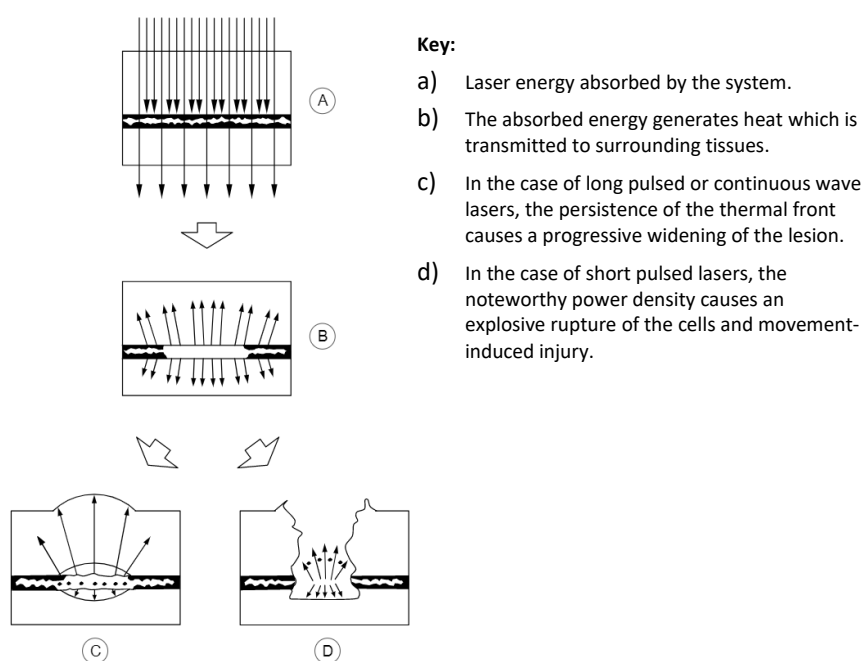 A
B
C
D
Key:
a) Laser energy absorbed by the system.
b) The absorbed energy generates heat which is
transmitted to surrounding tissues.
c) In the case of long pulsed or continuous wave
lasers, the persistence of the thermal front
causes a progressive widening of the lesion.
d) In the case of short pulsed lasers, the
noteworthy power density causes an
explosive rupture of the cells and movement-
induced injury.